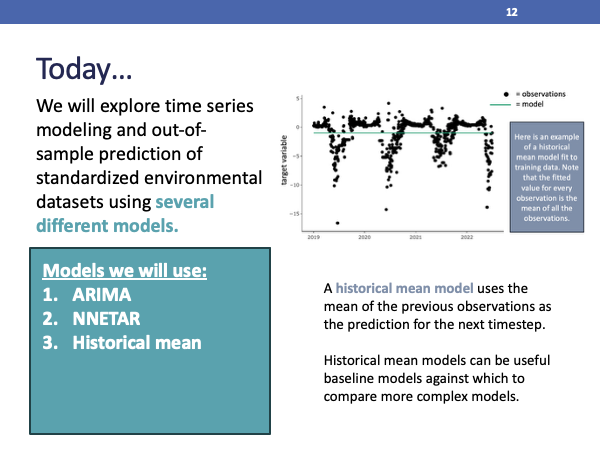 12
Today…
We will explore time series
modeling and out-of-
sample prediction of
standardized environmental
datasets using several
different models.
Models we will use:
1. ARIMA
2. NNETAR
3. Historical mean
= observations
= model
target variable
5
0
−5
−10
−15
2019
2020
2021
2022
Here is an example
of a historical
mean model fit to
training data. Note
that the fitted
value for every
observation is the
mean of all the
observations.
A historical mean model uses the
mean of the previous observations as
the prediction for the next timestep.
Historical mean models can be useful
baseline models against which to
compare more complex models.